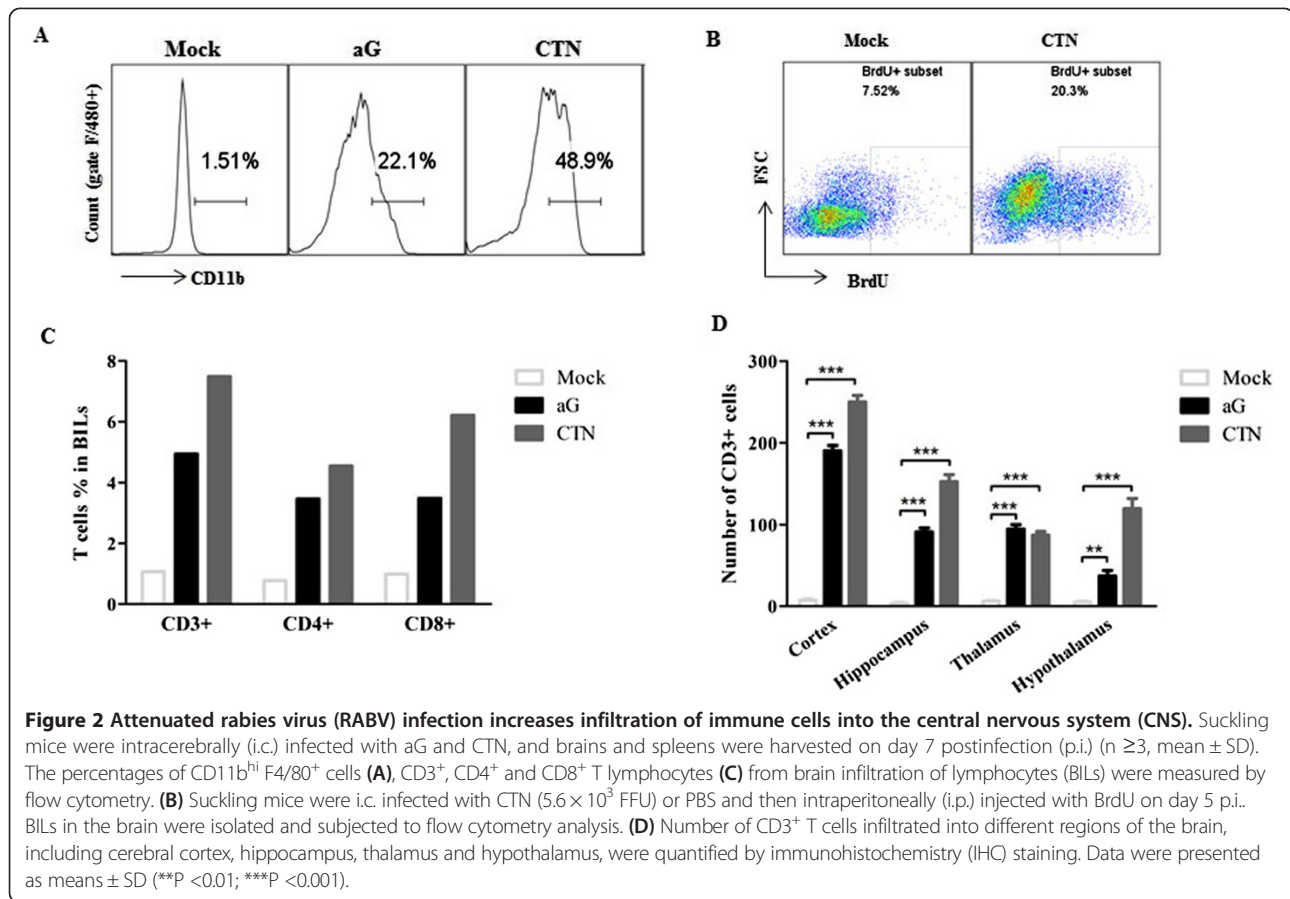 A
Mock
aG
CTN
Count (gate F/480+)
1.51%
22.1%
48.9%
CD11b
B
Mock
CTN
BrdU+ subset
7.52%
BrdU+ subset
20.3%
FSC
BrdU
C
T cells % in BILs
8
6
4
2
0
CD3+
CD4+
CD8+
Mock
aG
CTN
D
Number of CD3+ cells
300
200
100
0
***
***
***
***
***
***
***
**
Cortex
Hippocampus
Thalamus
Hypothalamus
Mock
aG
CTN
Figure 2 Attenuated rabies virus (RABV) infection increases infiltration of immune cells into the central nervous system (CNS). Suckling
mice were intracerebrally (i.c.) infected with aG and CTN, and brains and spleens were harvested on day 7 postinfection (p.i.) (n ≥3, mean ± SD).
The percentages of CD11b^hi F4/80⁺ cells (A), CD3⁺, CD4⁺ and CD8⁺ T lymphocytes (C) from brain infiltration of lymphocytes (BILs) were measured by
flow cytometry. (B) Suckling mice were i.c. infected with CTN (5.6 × 10³ FFU) or PBS and then intraperitoneally (i.p.) injected with BrdU on day 5 p.i..
BILs in the brain were isolated and subjected to flow cytometry analysis. (D) Number of CD3⁺ T cells infiltrated into different regions of the brain,
including cerebral cortex, hippocampus, thalamus and hypothalamus, were quantified by immunohistochemistry (IHC) staining. Data were presented
as means ± SD (**P <0.01; ***P <0.001).